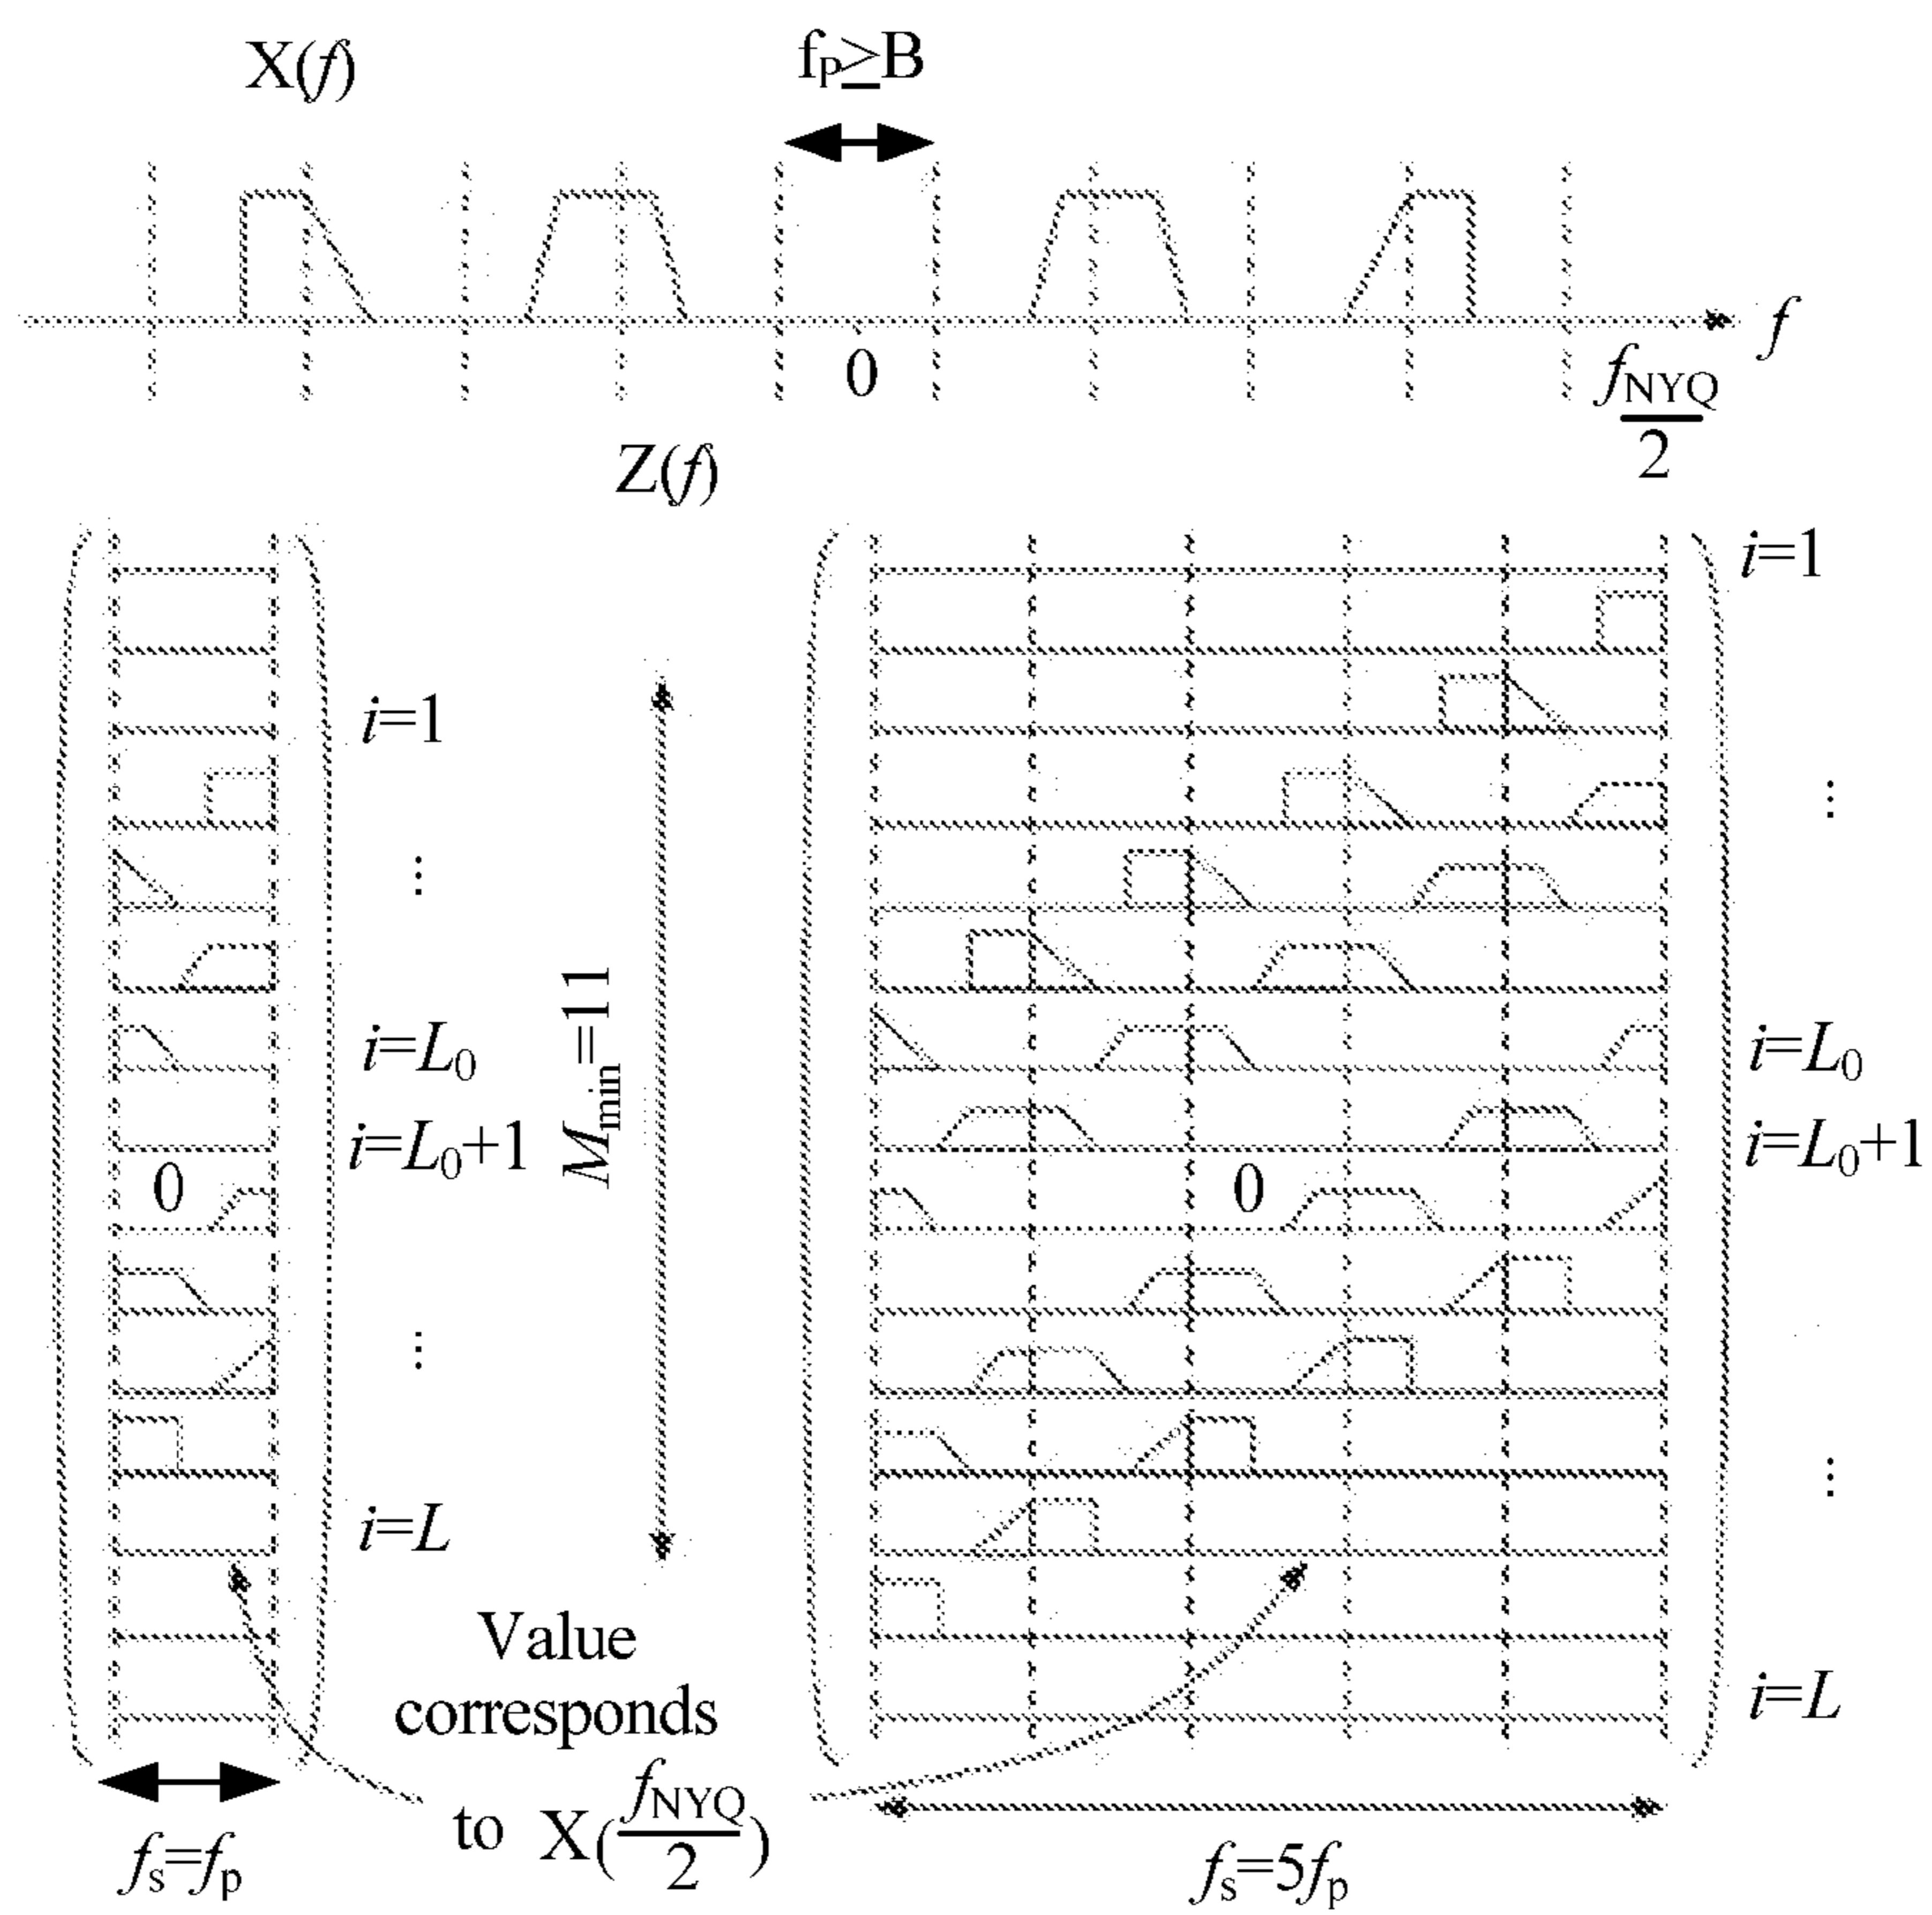 X(f)
fP≥B
0
f
fNYQ
2
Z(f)
i=1
i=1
⋮
⋮
Mmin=11
i=L0
i=L0
i=L0+1
i=L0+1
0
0
⋮
⋮
i=L
i=L
Value
corresponds
to X(fNYQ/2)
fs=fp
fs=5fp